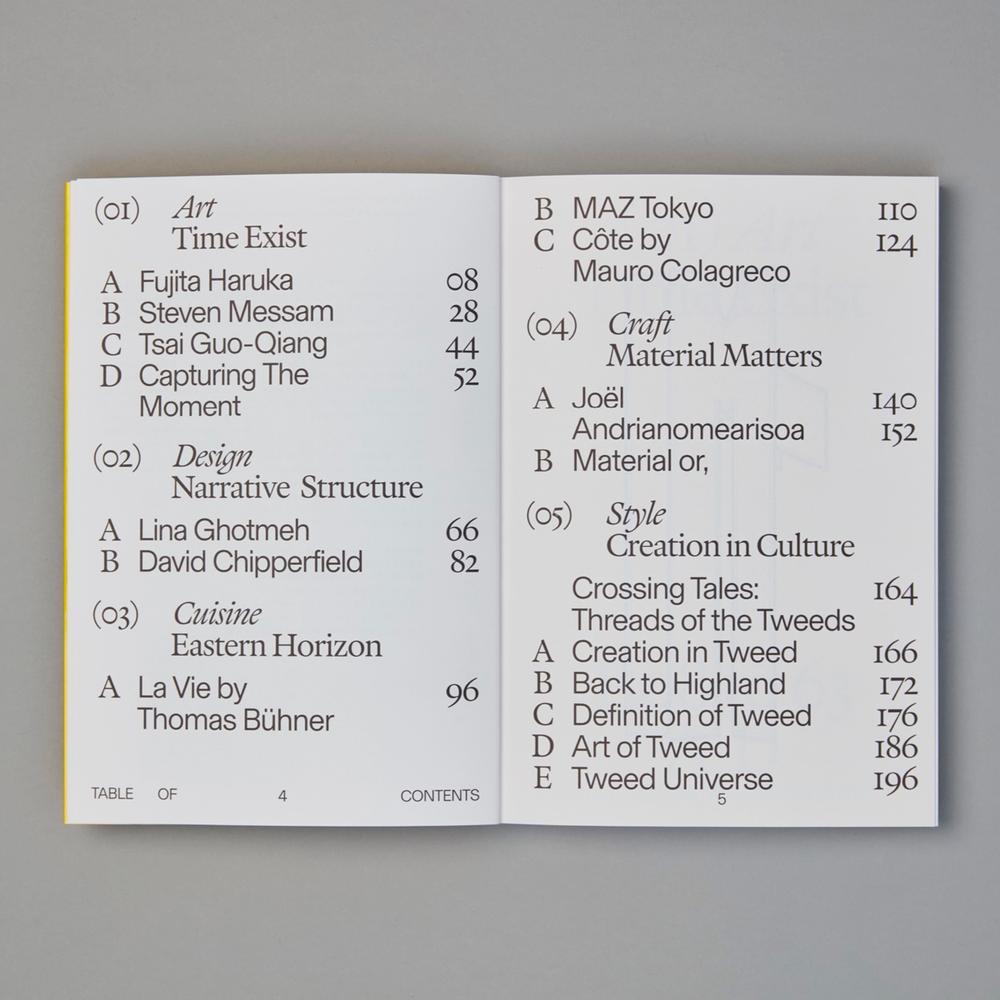 (01) Art
Time Exist
A Fujita Haruka 08
B Steven Messam 28
C Tsai Guo-Qiang 44
D Capturing The 52
Moment
(02) Design
Narrative Structure
A Lina Ghotmeh 66
B David Chipperfield 82
(03) Cuisine
Eastern Horizon
A La Vie by 96
Thomas Bühner
TABLE OF 4 CONTENTS
B MAZ Tokyo 110
C Côte by 124
Mauro Colagreco
(04) Craft
Material Matters
A Joël 140
Andrianomearisoa 152
B Material or,
(05) Style
Creation in Culture
Crossing Tales: 164
Threads of the Tweeds
A Creation in Tweed 166
B Back to Highland 172
C Definition of Tweed 176
D Art of Tweed 186
E Tweed Universe 196
5